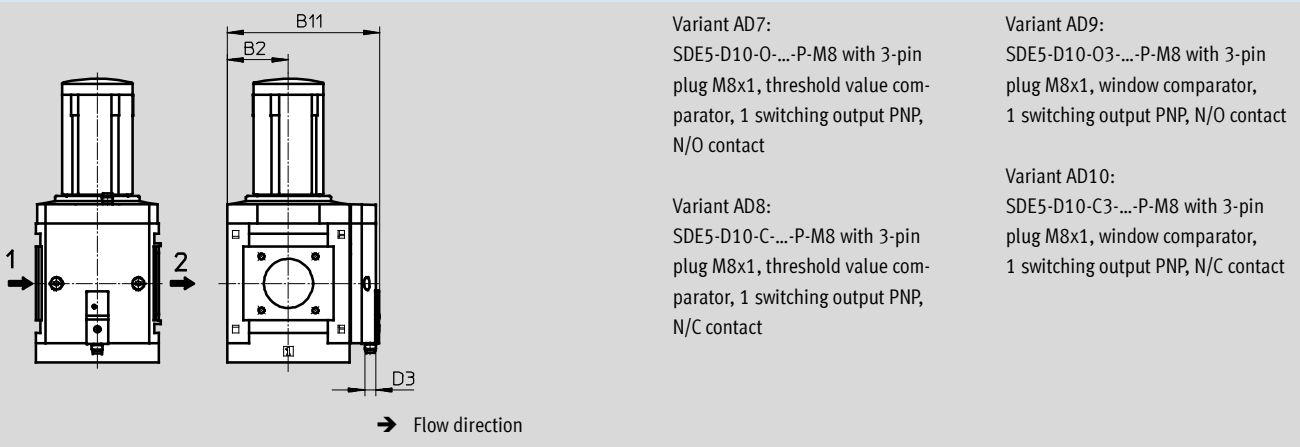 B11
B2
1
2
D3
1
→ Flow direction
Variant AD7:
SDE5-D10-O-...-P-M8 with 3-pin
plug M8x1, threshold value com-
parator, 1 switching output PNP,
N/O contact
Variant AD8:
SDE5-D10-C-...-P-M8 with 3-pin
plug M8x1, threshold value com-
parator, 1 switching output PNP,
N/C contact
Variant AD9:
SDE5-D10-O3-...-P-M8 with 3-pin
plug M8x1, window comparator,
1 switching output PNP, N/O contact
Variant AD10:
SDE5-D10-C3-...-P-M8 with 3-pin
plug M8x1, window comparator,
1 switching output PNP, N/C contact